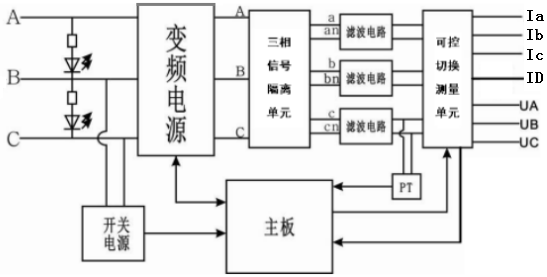 A
B
C
变频电源
A
B
C
三相
信号
隔离
单元
a
an
b
bn
c
cn
滤波电路
滤波电路
滤波电路
可控
切换
测量
单元
Ia
Ib
Ic
ID
UA
UB
UC
PT
开关
电源
主板